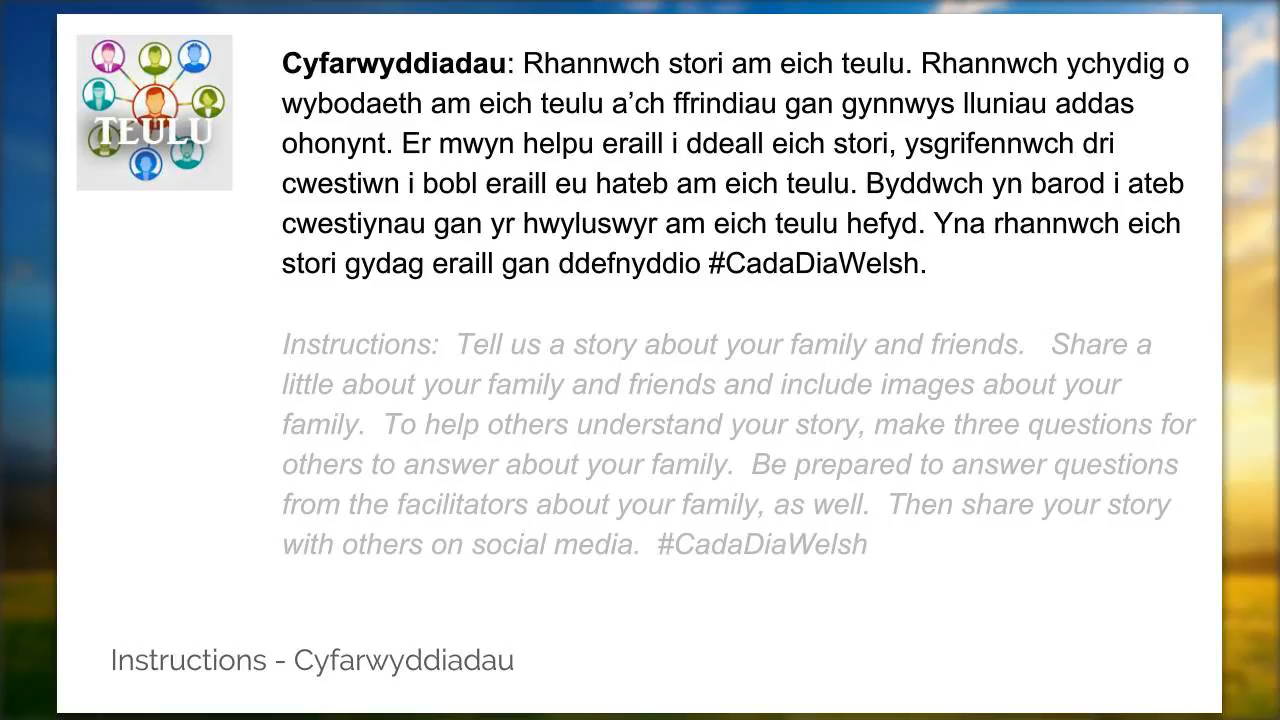 TEULU
Cyfarwyddiadau: Rhannwch stori am eich teulu. Rhannwch ychydig o
wybodaeth am eich teulu a’ch ffrindiau gan gynnwys lluniau addas
ohonynt. Er mwyn helpu eraill i ddeall eich stori, ysgrifennwch dri
cwestiwn i bobl eraill eu hateb am eich teulu. Byddwch yn barod i ateb
cwestiynau gan yr hwyluswyr am eich teulu hefyd. Yna rhannwch eich
stori gydag eraill gan ddefnyddio #CadaDiaWelsh.
Instructions: Tell us a story about your family and friends. Share a
little about your family and friends and include images about your
family. To help others understand your story, make three questions for
others to answer about your family. Be prepared to answer questions
from the facilitators about your family, as well. Then share your story
with others on social media. #CadaDiaWelsh
Instructions - Cyfarwyddiadau